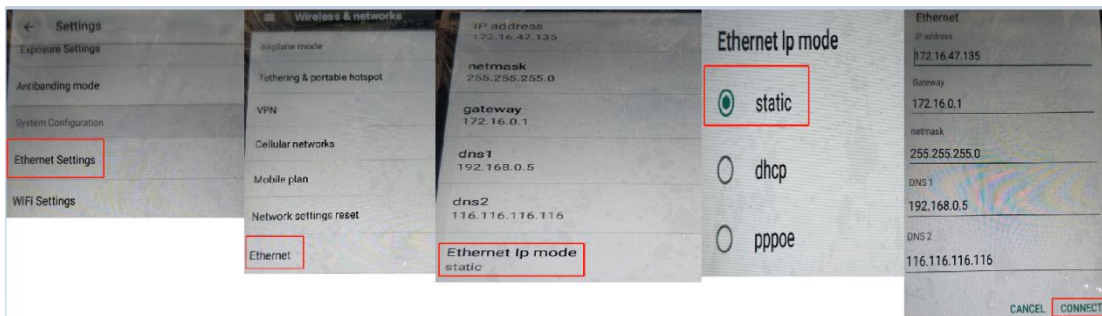 Settings
Exposure Settings
Antibanding mode
System Configuration
Ethernet Settings
WiFi Settings
Wireless & networks
Airplane mode
Tethering & portable hotspot
VPN
Cellular networks
Mobile plan
Network settings reset
Ethernet
IP address
172.16.47.135
netmask
255.255.255.0
gateway
172.16.0.1
dns1
192.168.0.5
dns2
116.116.116.116
Ethernet Ip mode
static
Ethernet Ip mode
static
dhcp
pppoe
Ethernet
IP address
172.16.47.135
Gateway
172.16.0.1
netmask
255.255.255.0
DNS 1
192.168.0.5
DNS 2
116.116.116.116
CANCEL CONNECT